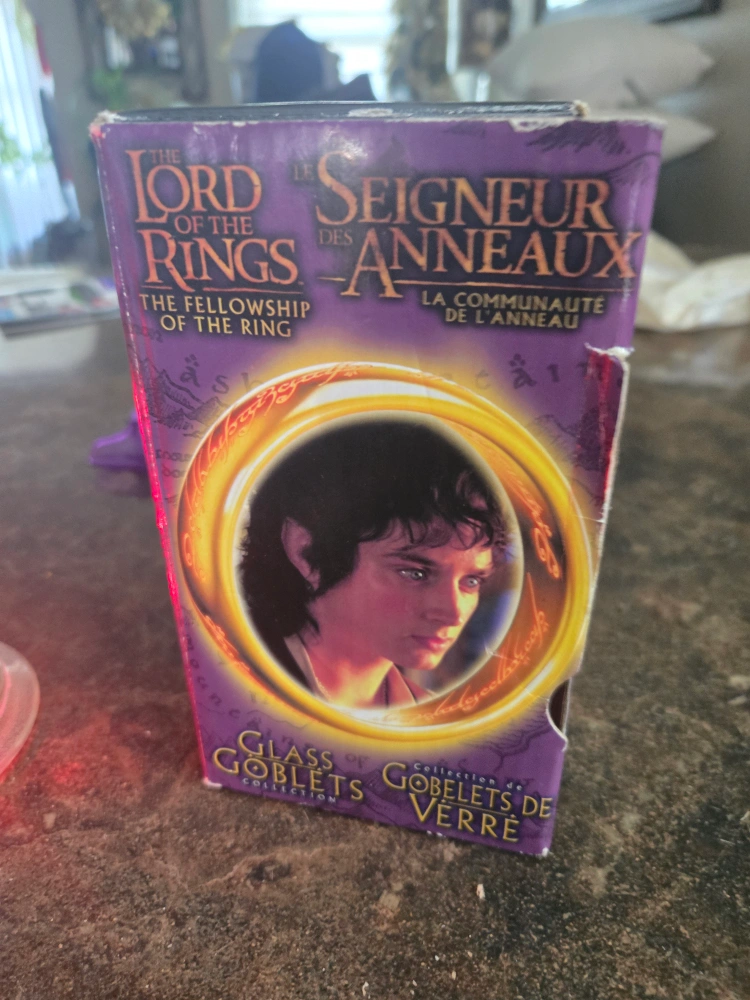 THE
LORD
OF THE
RINGS
THE FELLOWSHIP
OF THE RING
LE
SEIGNEUR
DES
ANNEAUX
LA COMMUNAUTÉ
DE L'ANNEAU
GLASS
GOBLETS
COLLECTION
Collection de
GOBELETS DE
VERRE